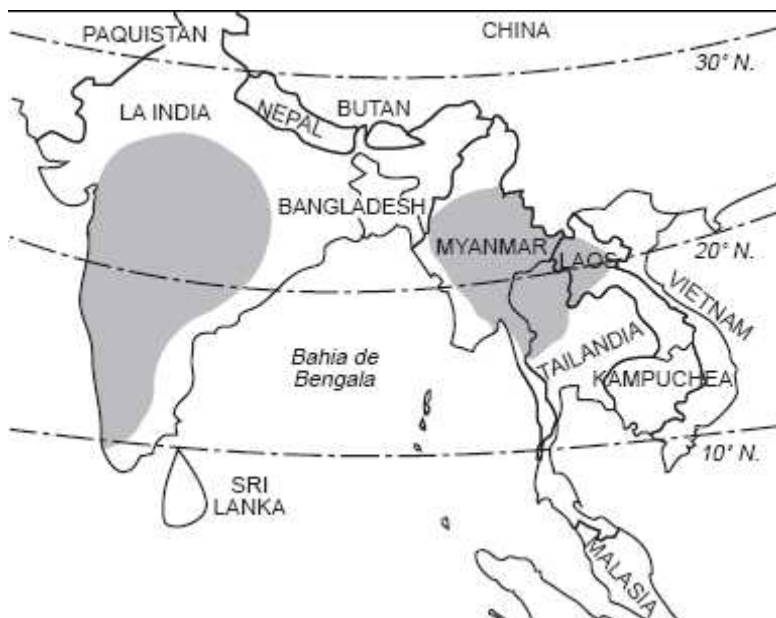 PAQUISTAN
CHINA
30° N.
LA INDIA
NEPAL
BUTAN
BANGLADESH
MYANMAR
LAOS
20° N.
VIETNAM
Bahia de
Bengala
TAILANDIA
KAMPUCHEA
10° N.
SRI
LANKA
MALASIA